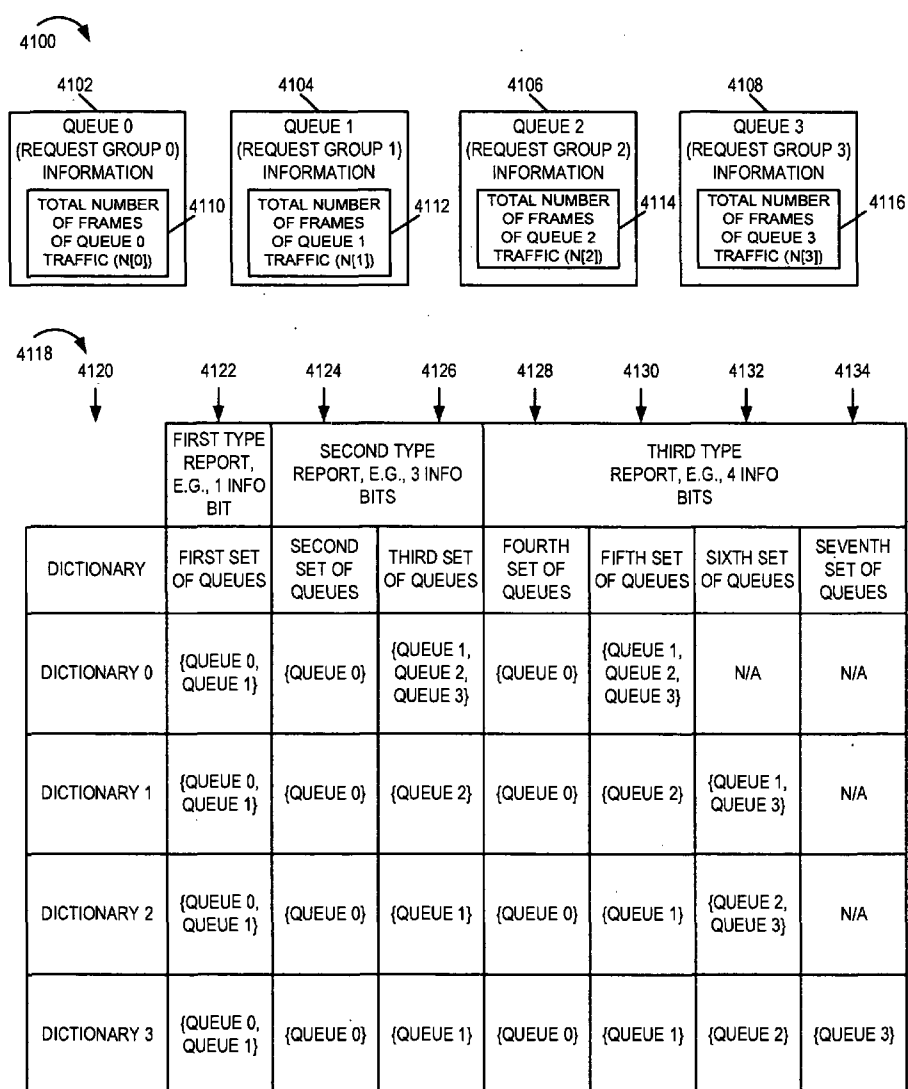 4100
4102
4104
4106
4108
QUEUE 0
(REQUEST GROUP 0)
INFORMATION
TOTAL NUMBER
OF FRAMES
OF QUEUE 0
TRAFFIC (N[0])
4110
QUEUE 1
(REQUEST GROUP 1)
INFORMATION
TOTAL NUMBER
OF FRAMES
OF QUEUE 1
TRAFFIC (N[1])
4112
QUEUE 2
(REQUEST GROUP 2)
INFORMATION
TOTAL NUMBER
OF FRAMES
OF QUEUE 2
TRAFFIC (N[2])
4114
QUEUE 3
(REQUEST GROUP 3)
INFORMATION
TOTAL NUMBER
OF FRAMES
OF QUEUE 3
TRAFFIC (N[3])
4116
4118
4120
4122
4124
4126
4128
4130
4132
4134
FIRST TYPE
REPORT,
E.G., 1 INFO
BIT
SECOND TYPE
REPORT, E.G., 3 INFO
BITS
THIRD TYPE
REPORT, E.G., 4 INFO
BITS
DICTIONARY
FIRST SET
OF QUEUES
SECOND
SET OF
QUEUES
THIRD SET
OF QUEUES
FOURTH
SET OF
QUEUES
FIFTH SET
OF QUEUES
SIXTH SET
OF QUEUES
SEVENTH
SET OF
QUEUES
DICTIONARY 0
{QUEUE 0,
QUEUE 1}
{QUEUE 0}
{QUEUE 1,
QUEUE 2,
QUEUE 3}
{QUEUE 0}
{QUEUE 1,
QUEUE 2,
QUEUE 3}
N/A
N/A
DICTIONARY 1
{QUEUE 0,
QUEUE 1}
{QUEUE 0}
{QUEUE 2}
{QUEUE 0}
{QUEUE 2}
{QUEUE 1,
QUEUE 3}
N/A
DICTIONARY 2
{QUEUE 0,
QUEUE 1}
{QUEUE 0}
{QUEUE 1}
{QUEUE 0}
{QUEUE 1}
{QUEUE 2,
QUEUE 3}
N/A
DICTIONARY 3
{QUEUE 0,
QUEUE 1}
{QUEUE 0}
{QUEUE 1}
{QUEUE 0}
{QUEUE 1}
{QUEUE 2}
{QUEUE 3}